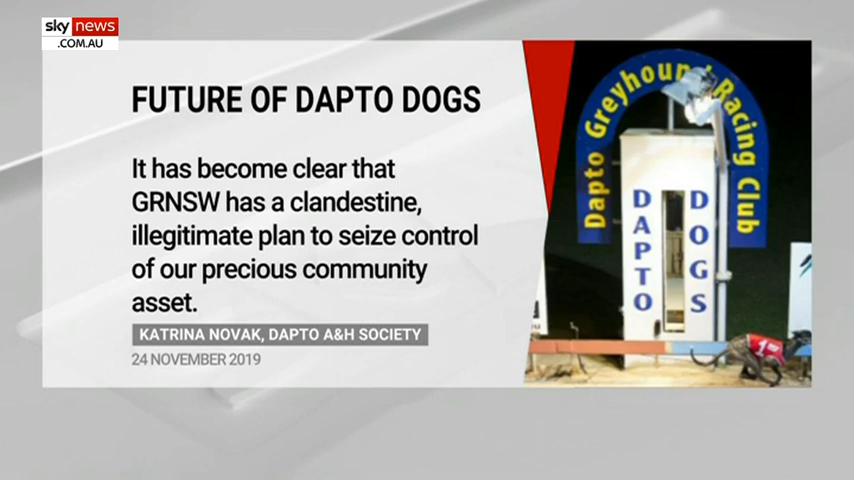 sky news
.COM.AU
FUTURE OF DAPTO DOGS
It has become clear that
GRNSW has a clandestine,
illegitimate plan to seize control
of our precious community
asset.
KATRINA NOVAK, DAPTO A&H SOCIETY
24 NOVEMBER 2019
Dapto Greyhound Racing Club
DAPTO
DOGS
1